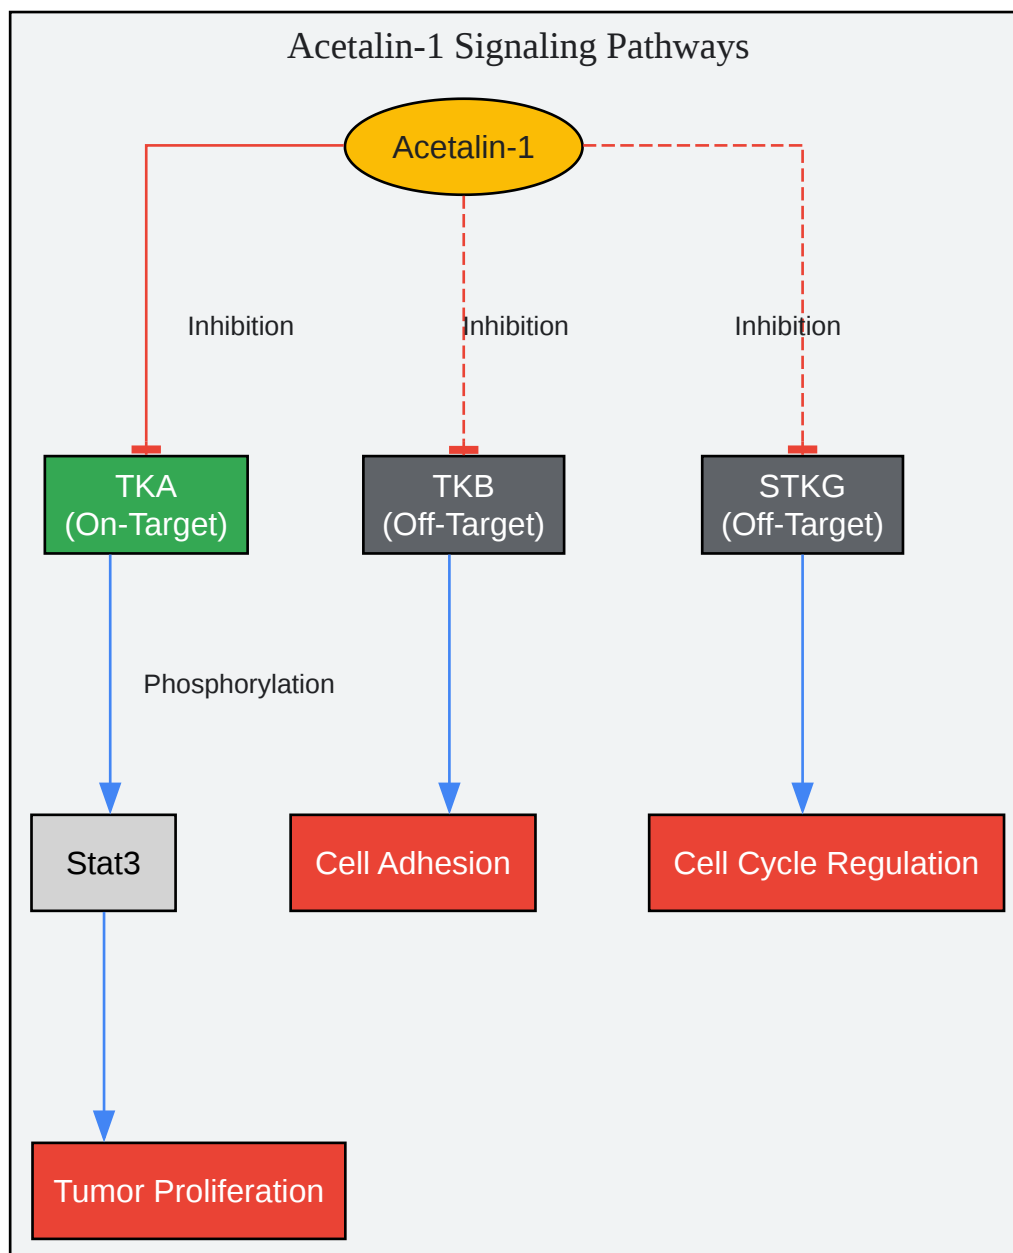 Acetalin-1 Signaling Pathways
Acetalin-1
Inhibition
Inhibition
Inhibition
TKA
(On-Target)
TKB
(Off-Target)
STKG
(Off-Target)
Phosphorylation
Stat3
Cell Adhesion
Cell Cycle Regulation
Tumor Proliferation